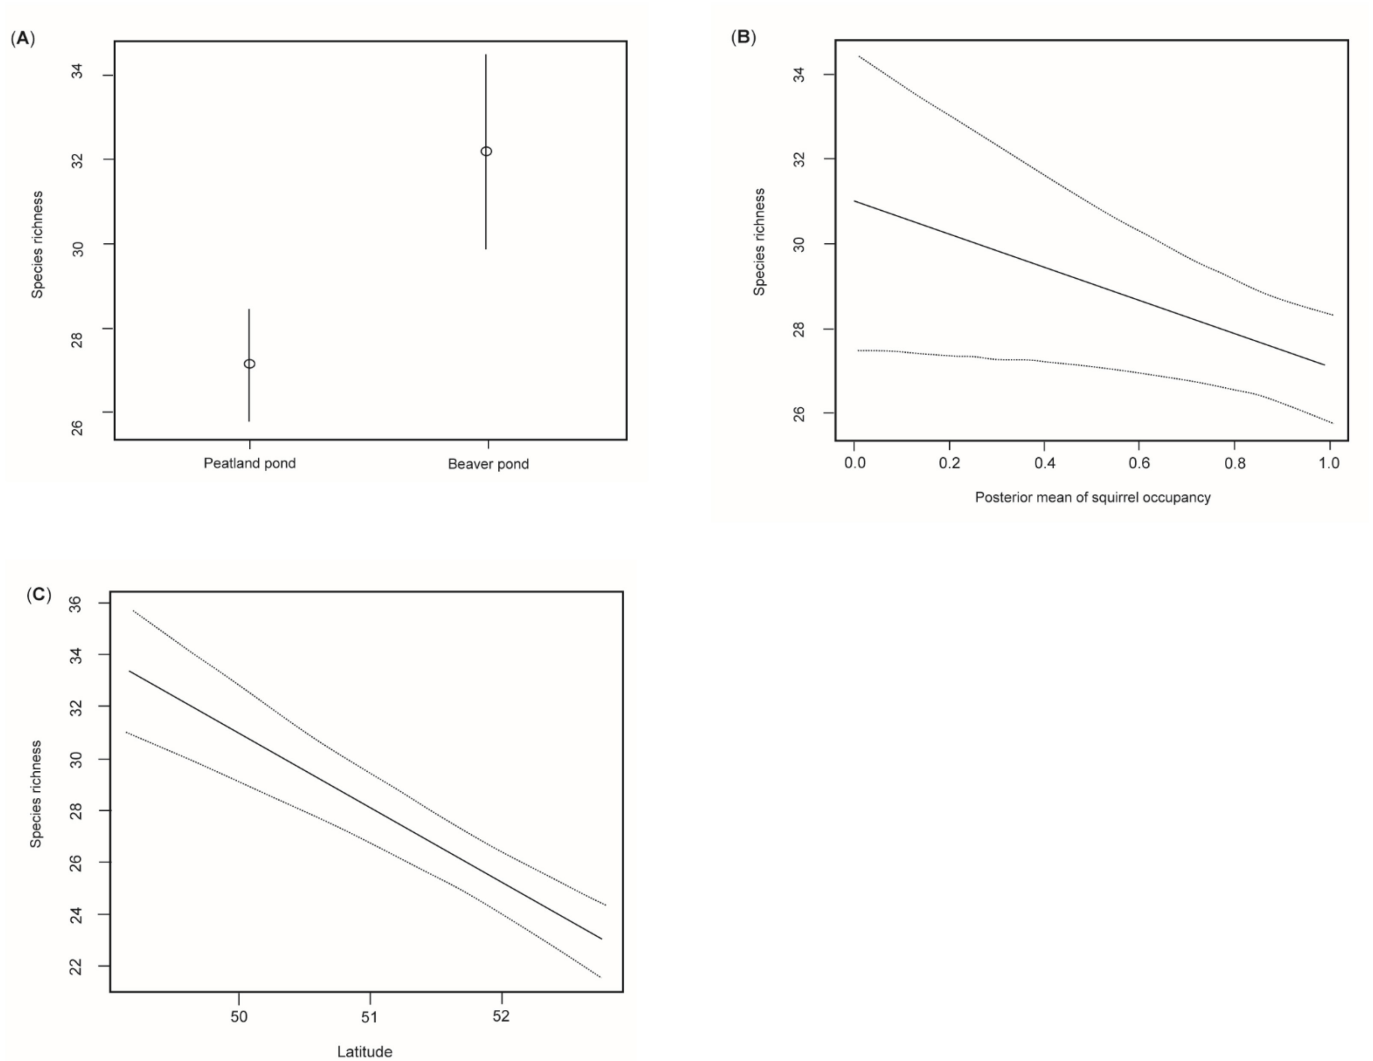 (A)
34
32
30
28
26
Species richness
Peatland pond
Beaver pond
(B)
34
32
30
28
26
Species richness
0.0 0.2 0.4 0.6 0.8 1.0
Posterior mean of squirrel occupancy
(C)
36
34
32
30
28
26
24
22
Species richness
50 51 52
Latitude